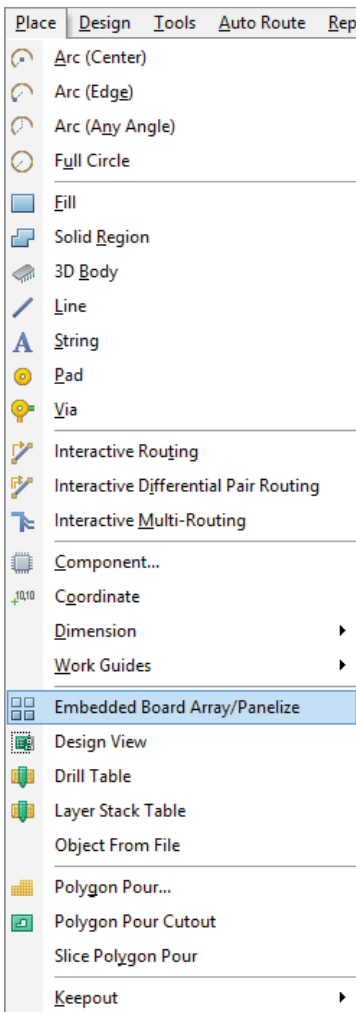 Place Design Tools Auto Route Rep
Arc (Center)
Arc (Edge)
Arc (Any Angle)
Full Circle
Fill
Solid Region
3D Body
Line
A String
Pad
Via
Interactive Routing
Interactive Differential Pair Routing
Interactive Multi-Routing
Component...
+10,10 Coordinate
Dimension
Work Guides
Embedded Board Array/Panelize
Design View
Drill Table
Layer Stack Table
Object From File
Polygon Pour...
Polygon Pour Cutout
Slice Polygon Pour
Keepout